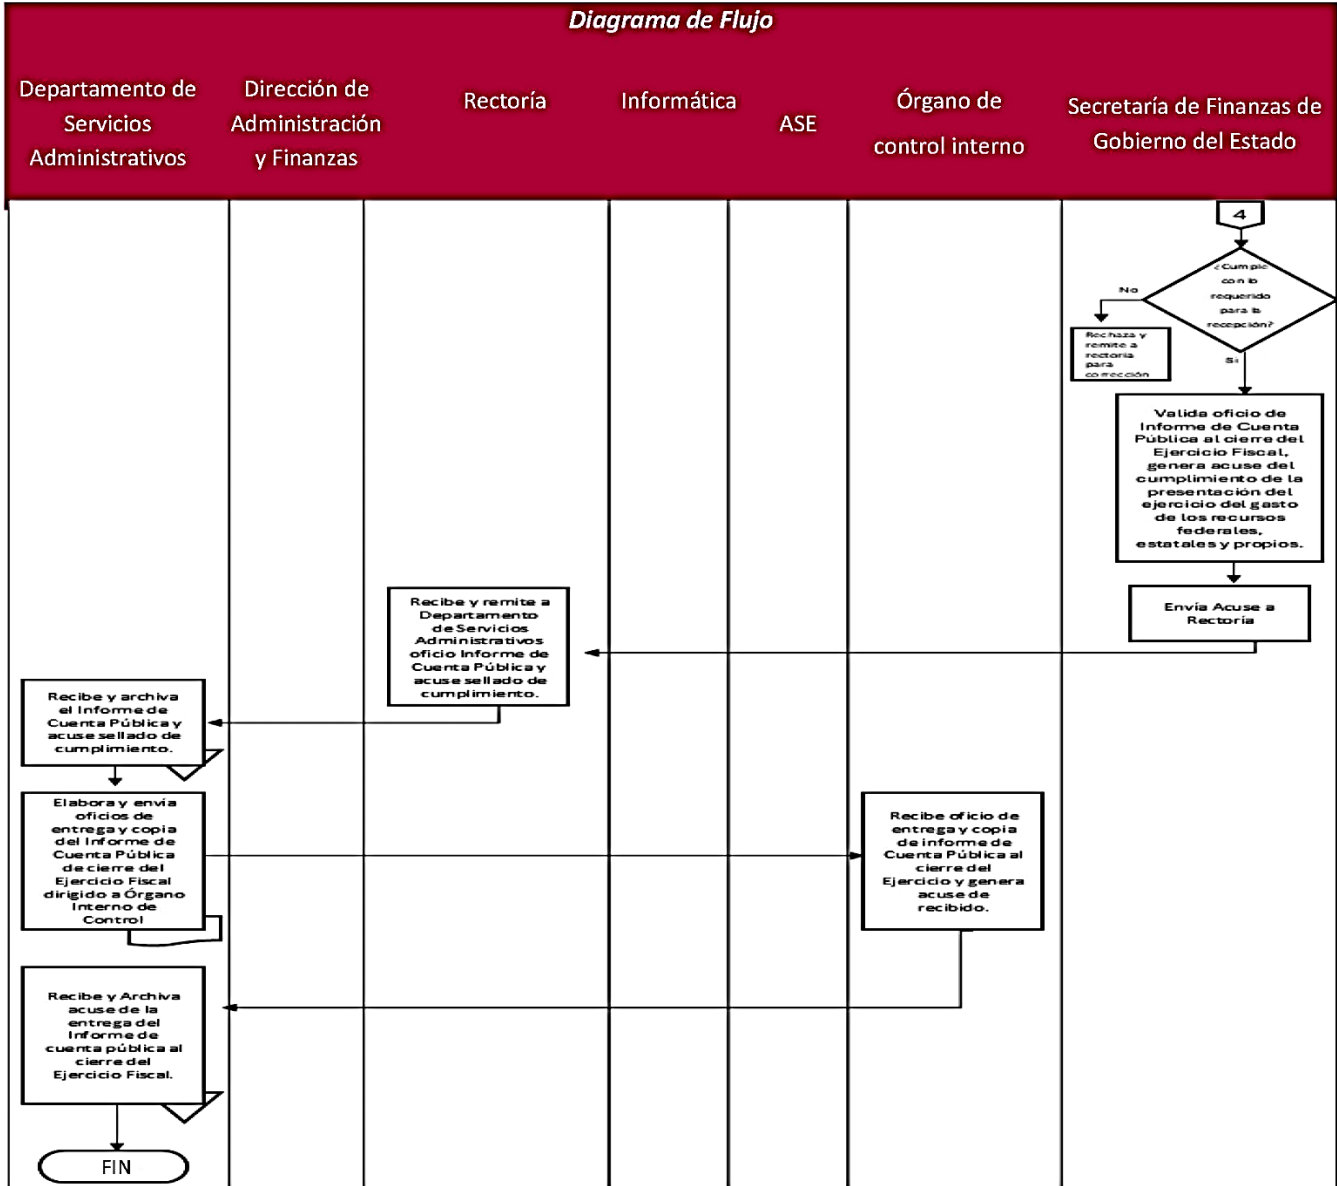 Diagrama de Flujo
Departamento de
Servicios
Administrativos
Dirección de
Administración
y Finanzas
Rectoría
Informática
ASE
Órgano de
control interno
Secretaría de Finanzas de
Gobierno del Estado
4
¿Cumple
con lo
requerido
para la
recepción?
No
Rechaza y
remite a
rectoría
para
corrección
Si
Valida oficio de
Informe de Cuenta
Pública al cierre del
Ejercicio Fiscal,
genera acuse del
cumplimiento de la
presentación del
ejercicio del gasto
de los recursos
federales,
estatales y propios.
Envía Acuse a
Rectoría
Recibe y remite a
Departamento
de Servicios
Administrativos
oficio Informe de
Cuenta Pública y
acuse sellado de
cumplimiento.
Recibe y archiva
el Informe de
Cuenta Pública y
acuse sellado de
cumplimiento.
Elabora y envía
oficios de
entrega y copia
del Informe de
Cuenta Pública
de cierre del
Ejercicio Fiscal
dirigido a Órgano
Interno de
Control
Recibe oficio de
entrega y copia
de informe de
Cuenta Pública al
cierre del
Ejercicio y genera
acuse de
recibido.
Recibe y Archiva
acuse de la
entrega del
Informe de
cuenta pública al
cierre del
Ejercicio Fiscal.
FIN